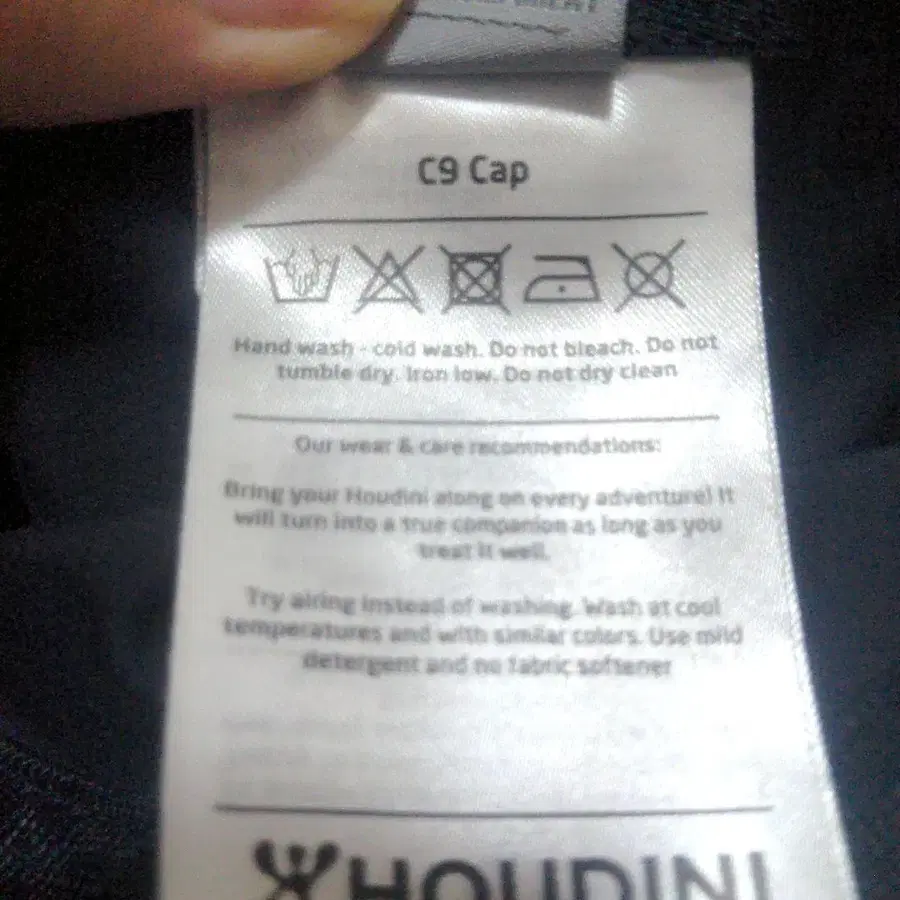 C9 Cap
Hand wash - cold wash. Do not bleach. Do not
tumble dry. Iron low. Do not dry clean
Our wear & care recommendations:
Bring your Houdini along on every adventure! It
will turn into a true companion as long as you
treat it well.
Try airing instead of washing. Wash at cool
temperatures and with similar colors. Use mild
detergent and no fabric softener
HOUDINI